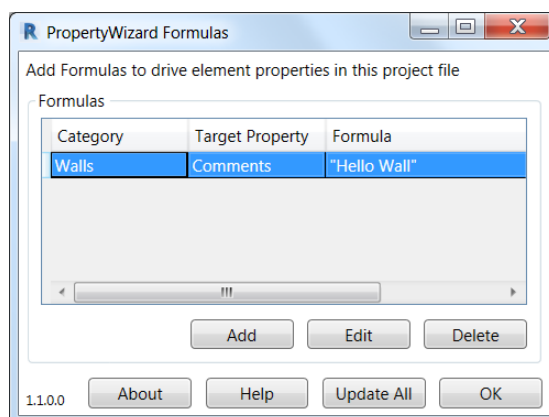 PropertyWizard Formulas
Add Formulas to drive element properties in this project file
Formulas
Category Target Property Formula
Walls Comments "Hello Wall"
Add Edit Delete
1.1.0.0 About Help Update All OK